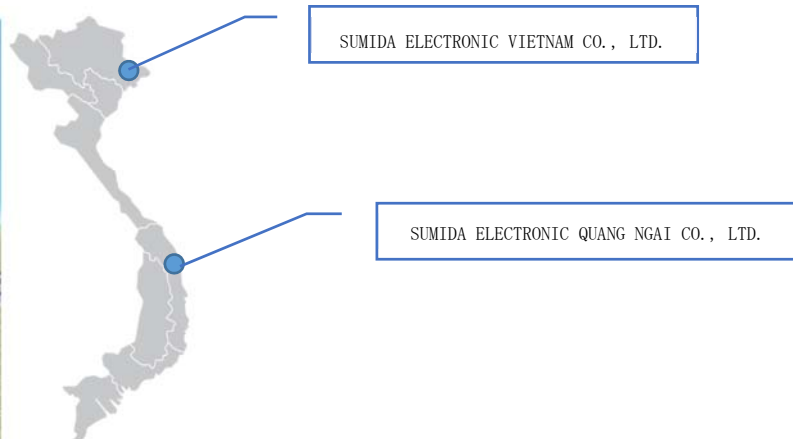 SUMIDA ELECTRONIC VIETNAM CO., LTD.
SUMIDA ELECTRONIC QUANG NGAI CO., LTD.